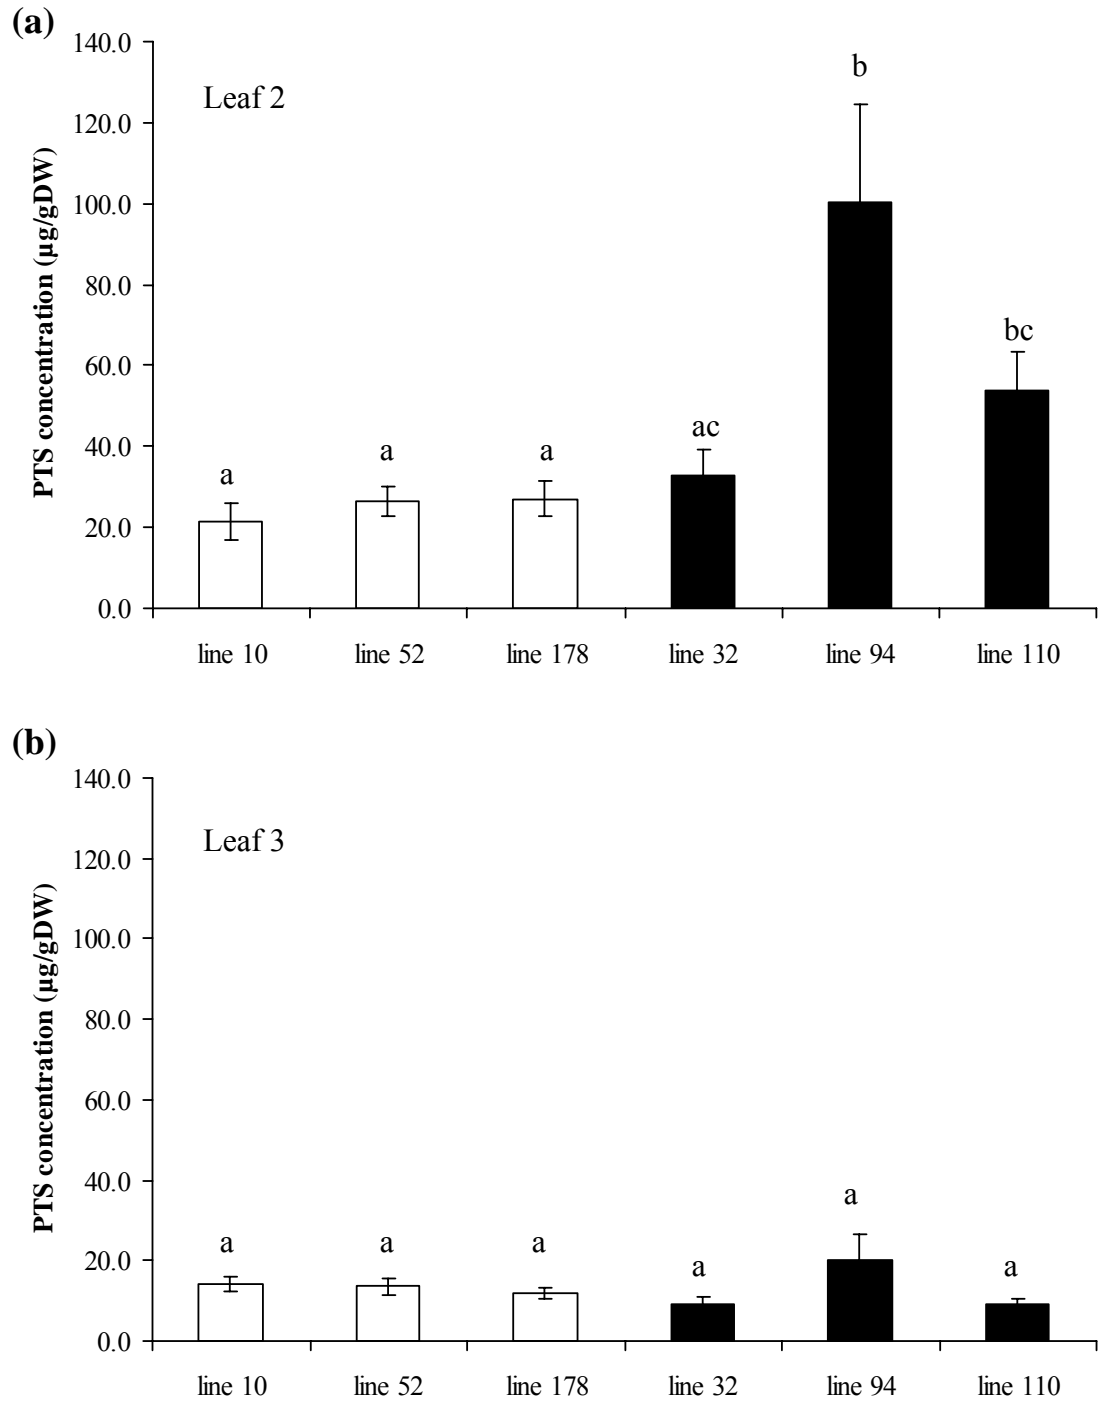 (a)
140.0
120.0
100.0
80.0
60.0
40.0
20.0
0.0
PTS concentration (µg/gDW)
Leaf 2
a
a
a
ac
b
bc
line 10
line 52
line 178
line 32
line 94
line 110
(b)
140.0
120.0
100.0
80.0
60.0
40.0
20.0
0.0
PTS concentration (µg/gDW)
Leaf 3
a
a
a
a
a
a
line 10
line 52
line 178
line 32
line 94
line 110